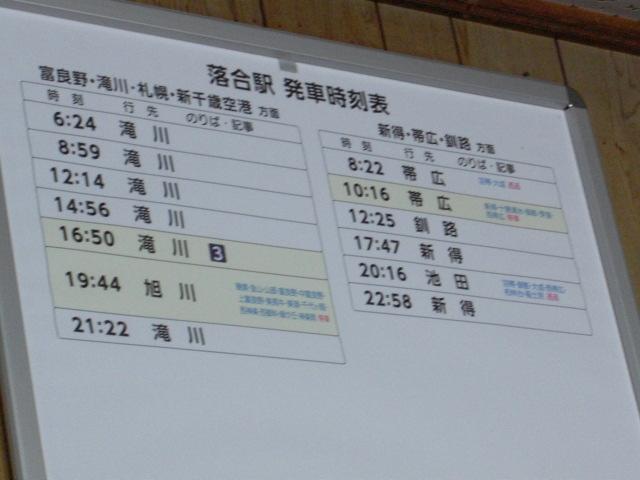 落合駅 発車時刻表
富良野・滝川・札幌・新千歳空港 方面
時刻 行先 のりば・記事
6:24 滝川
8:59 滝川
12:14 滝川
14:56 滝川
16:50 滝川 3
19:44 旭川
21:22 滝川
新得・帯広・釧路 方面
時刻 行先 のりば・記事
8:22 帯広
10:16 帯広
12:25 釧路
17:47 新得
20:16 池田
22:58 新得